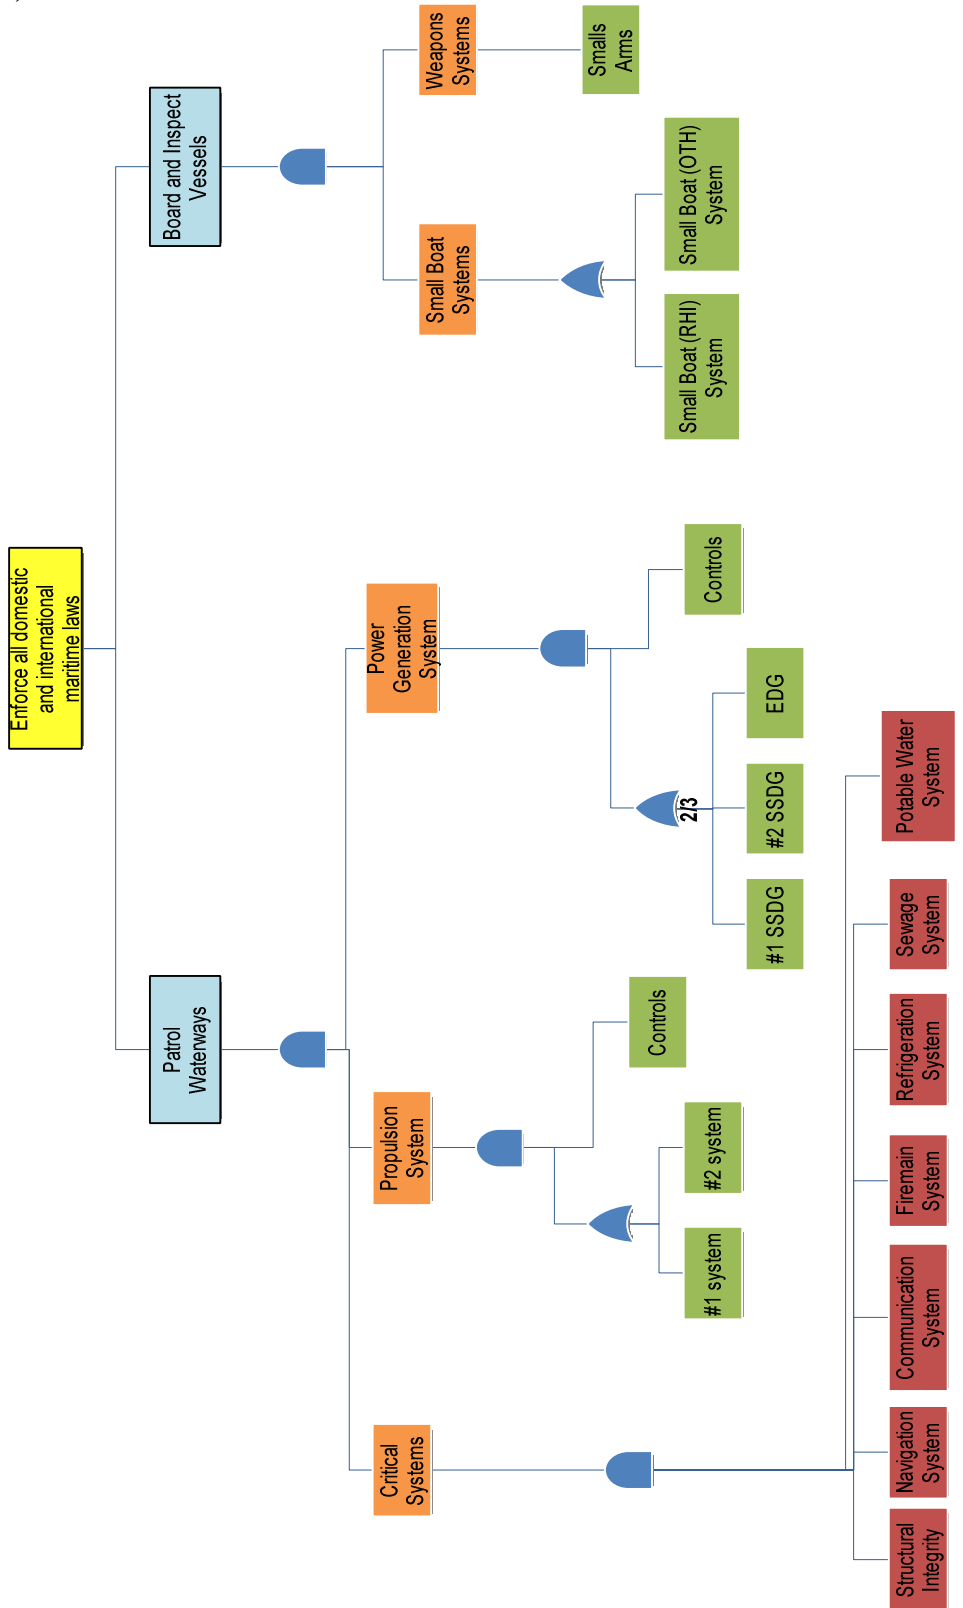 Enforce all domestic
and international
maritime laws
Patrol
Waterways
Board and Inspect
Vessels
Critical
Systems
Propulsion
System
Power
Generation
System
Small Boat
Systems
Weapons
Systems
#1 system
#2 system
Controls
2/3
#1 SSDG
#2 SSDG
EDG
Controls
Small Boat (RHI)
System
Small Boat (OTH)
System
Smalls
Arms
Structural
Integrity
Navigation
System
Communication
System
Firemain
System
Refrigeration
System
Sewage
System
Potable Water
System